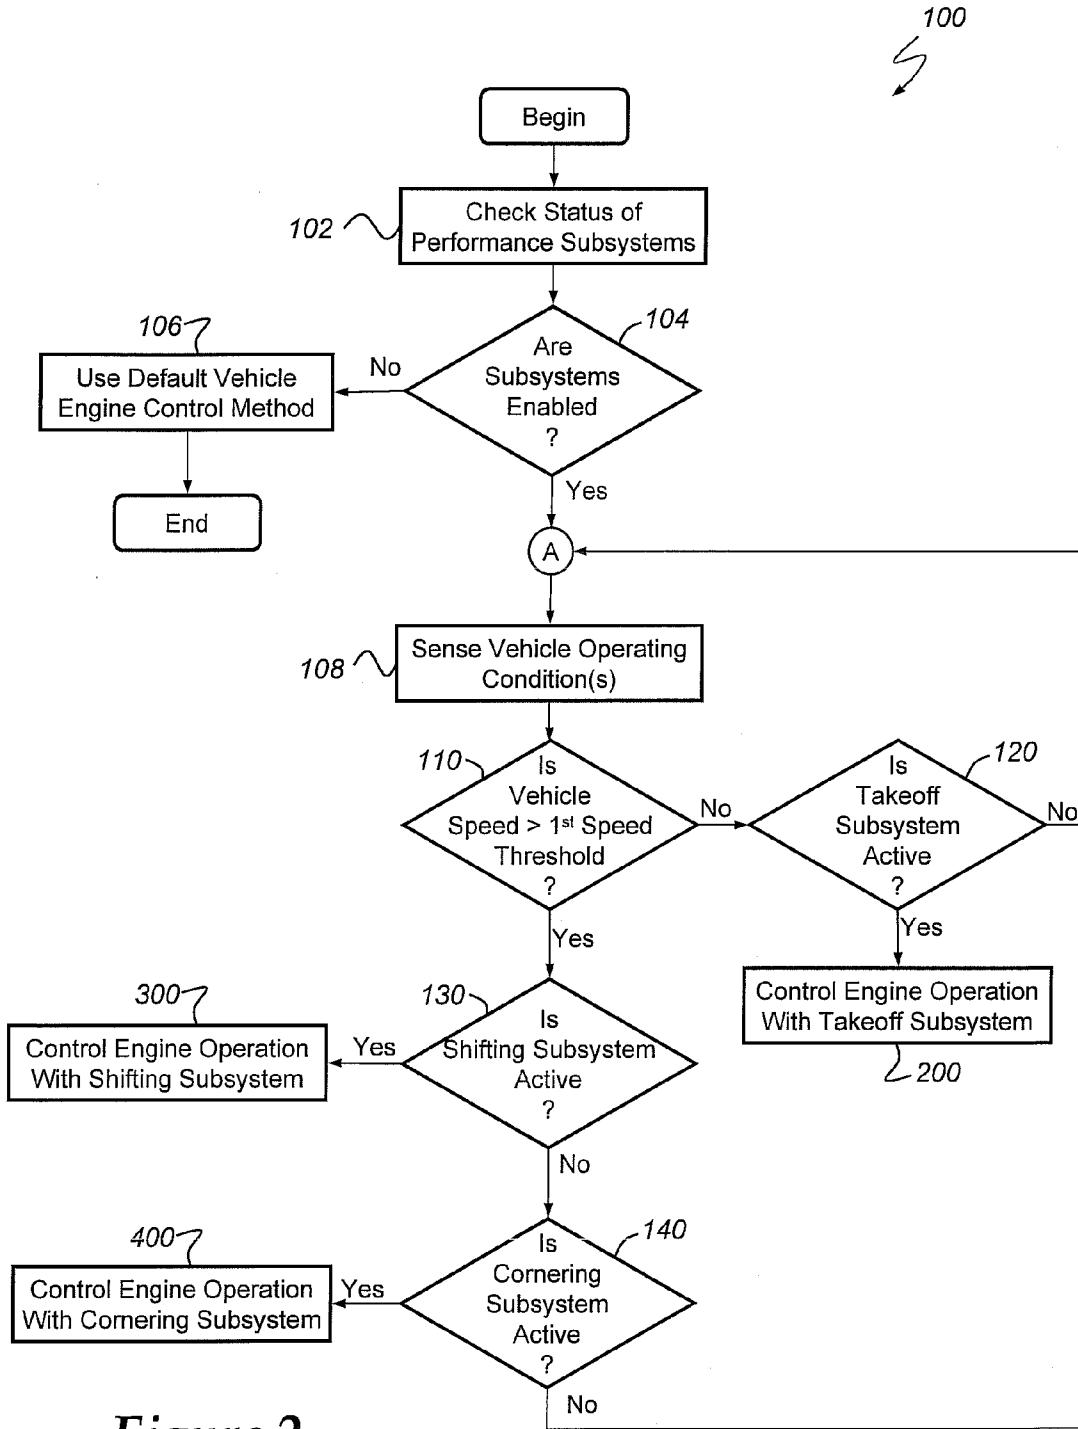 100
Begin
102
Check Status of
Performance Subsystems
104
Are
Subsystems
Enabled
?
No
106
Use Default Vehicle
Engine Control Method
End
Yes
A
108
Sense Vehicle Operating
Condition(s)
110
Is
Vehicle
Speed > 1st Speed
Threshold
?
No
120
Is
Takeoff
Subsystem
Active
?
No
Yes
Control Engine Operation
With Takeoff Subsystem
200
Yes
130
Is
Shifting Subsystem
Active
?
Yes
300
Control Engine Operation
With Shifting Subsystem
No
140
Is
Cornering
Subsystem
Active
?
Yes
400
Control Engine Operation
With Cornering Subsystem
No
Figure 2